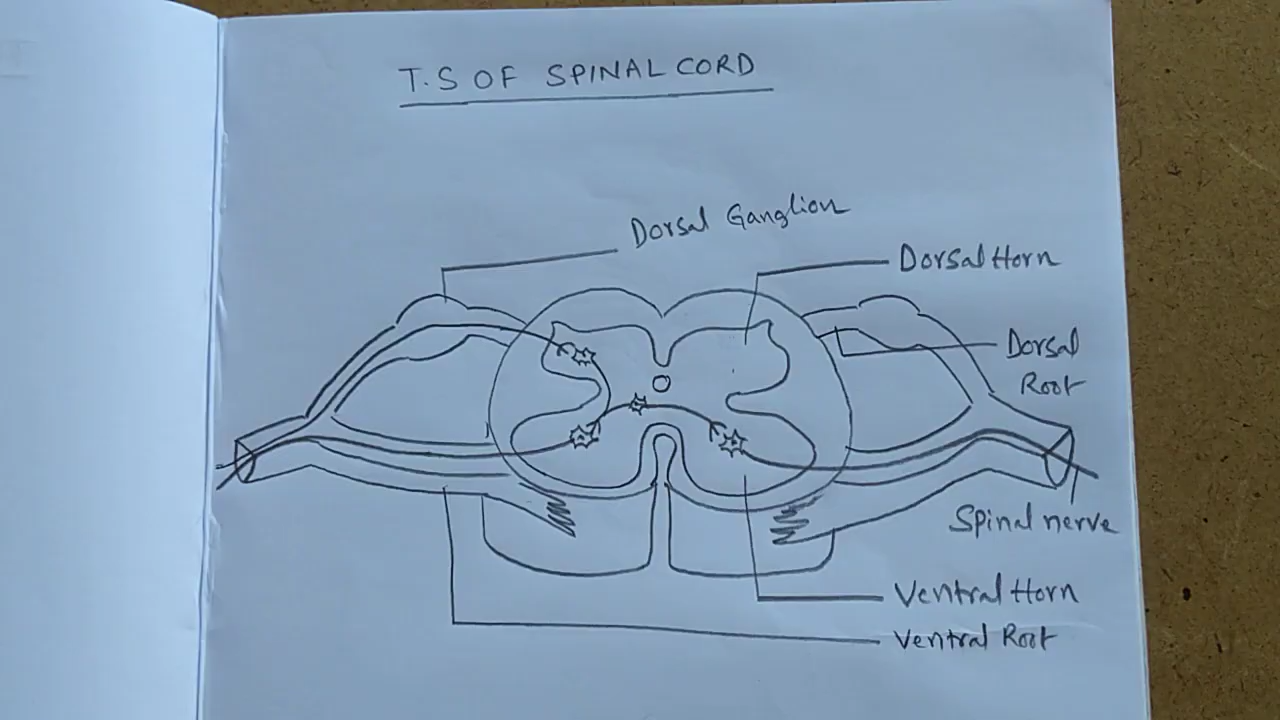 T.S OF SPINAL CORD
Dorsal Ganglion
Dorsal Horn
Dorsal
Root
Spinal nerve
Ventral Horn
Ventral Root